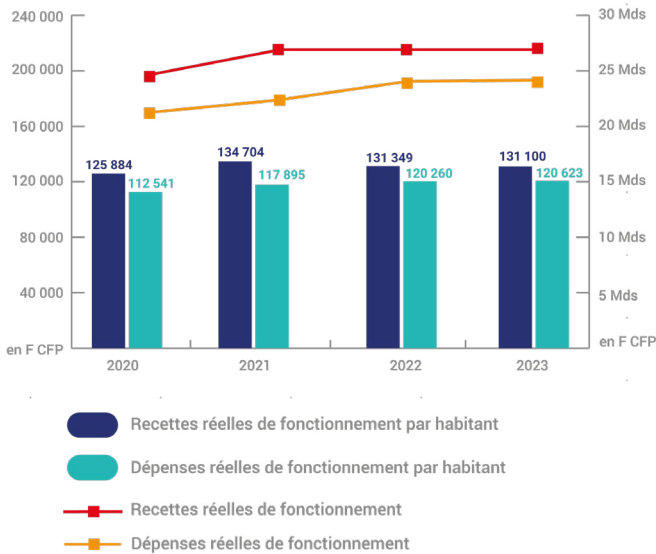 240 000
200 000
160 000
120 000
80 000
40 000
en F CFP
30 Mds
25 Mds
20 Mds
15 Mds
10 Mds
5 Mds
en F CFP
125 884
112 541
134 704
117 895
131 349
120 260
131 100
120 623
2020
2021
2022
2023
Recettes réelles de fonctionnement par habitant
Dépenses réelles de fonctionnement par habitant
Recettes réelles de fonctionnement
Dépenses réelles de fonctionnement